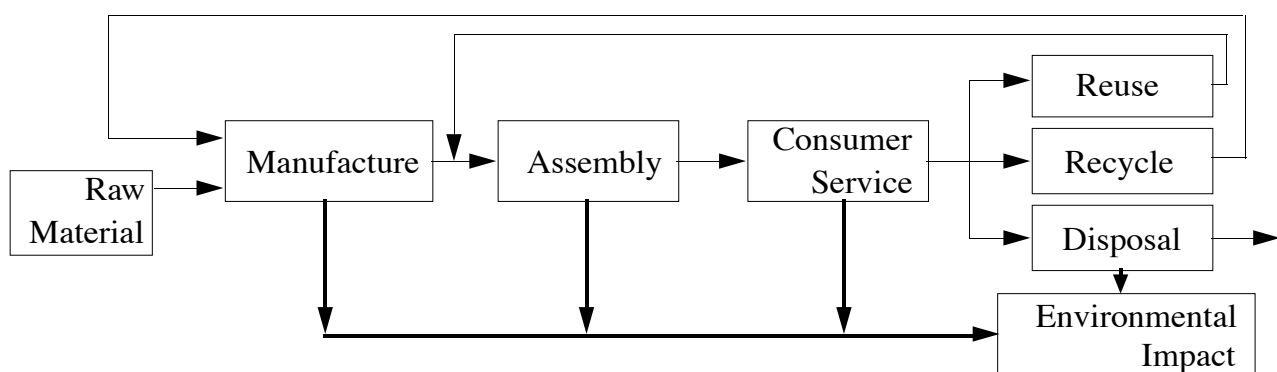 Raw
Material
Manufacture
Assembly
Consumer
Service
Reuse
Recycle
Disposal
Environmental
Impact